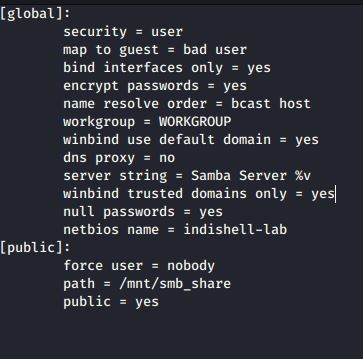 [global]:
security = user
map to guest = bad user
bind interfaces only = yes
encrypt passwords = yes
name resolve order = bcast host
workgroup = WORKGROUP
winbind use default domain = yes
dns proxy = no
server string = Samba Server %v
winbind trusted domains only = yes
null passwords = yes
netbios name = indishell-lab
[public]:
force user = nobody
path = /mnt/smb_share
public = yes